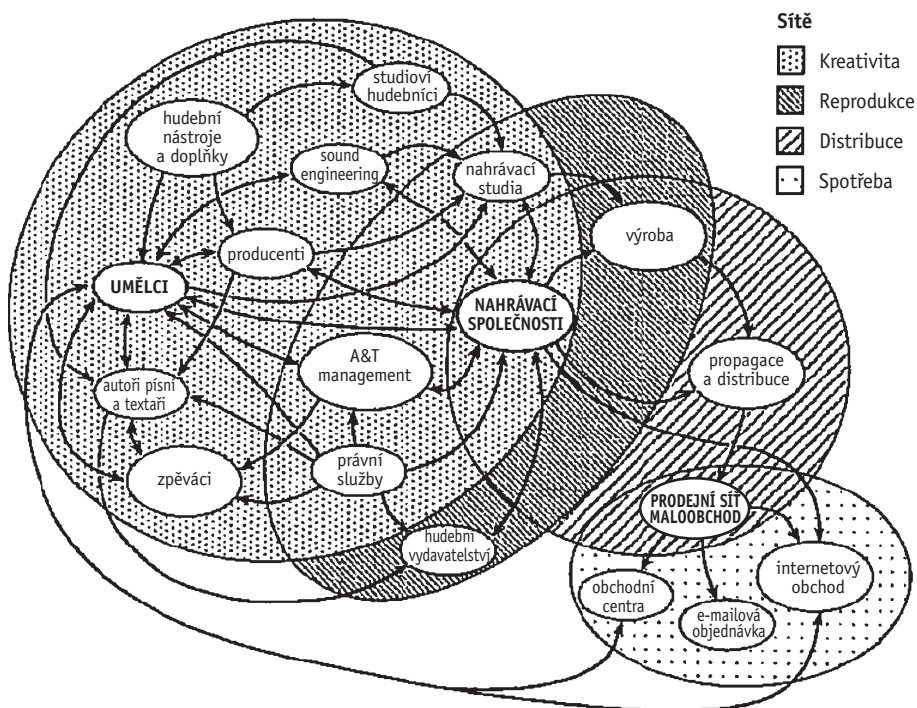 Sítě
Kreativita
Reprodukce
Distribuce
Spotřeba
studioví
hudebníci
hudební
nástroje
a doplňky
sound
engineering
nahrávací
studia
výroba
producenti
UMĚLCI
NAHRÁVACÍ
SPOLEČNOSTI
A&T
management
propagace
a distribuce
autoři písní
a textaři
zpěváci
právní
služby
PRODEJNÍ SÍŤ
MALOOBCHOD
hudební
vydavatelství
internetový
obchod
obchodní
centra
e-mailová
objednávka